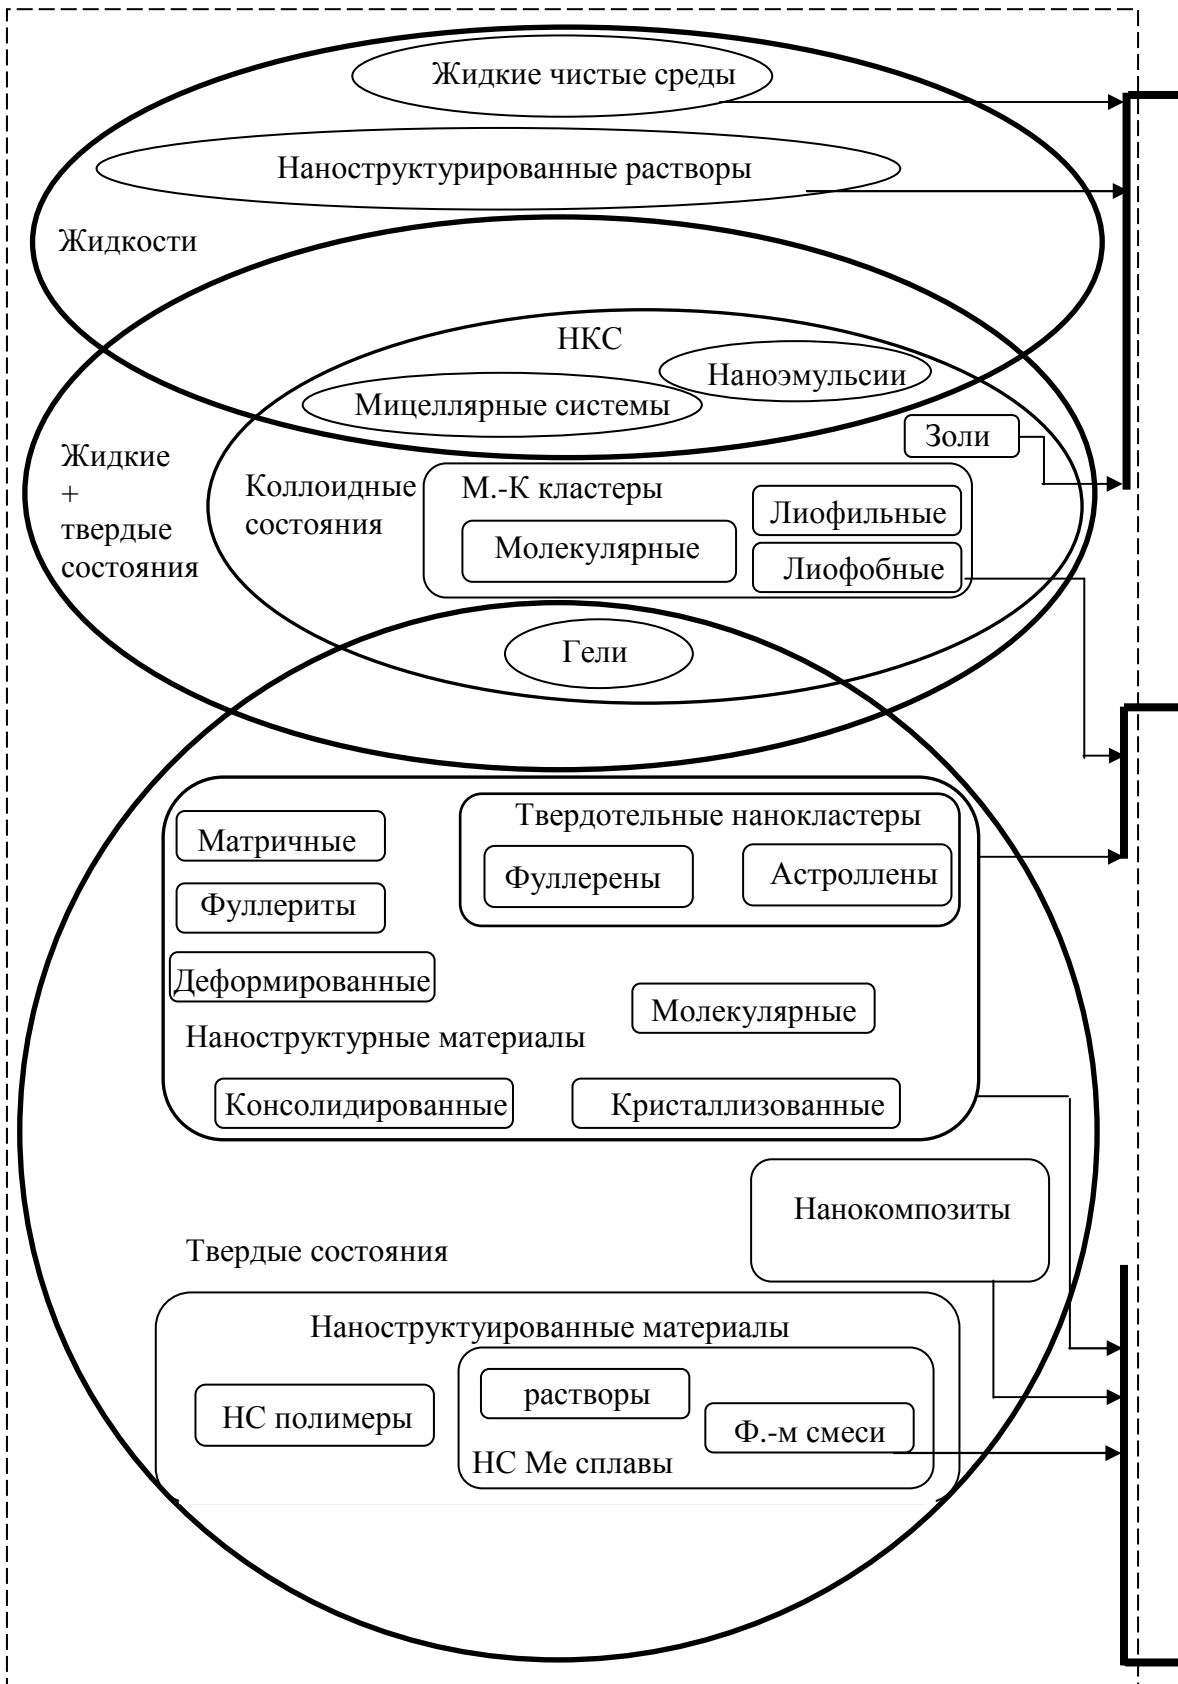 Жидкие чистые среды
Наноструктурированные растворы
Жидкости
НКС
Наноэмульсии
Мицеллярные системы
Золи
Жидкие
+
твердые
состояния
Коллоидные
состояния
М.-К кластеры
Лиофильные
Молекулярные
Лиофобные
Гели
Твердотельные нанокластеры
Матричные
Фуллерены
Астроллены
Фуллериты
Деформированные
Молекулярные
Наноструктурные материалы
Консолидированные
Кристаллизованные
Нанокомпозиты
Твердые состояния
Наноструктуированные материалы
растворы
НС полимеры
Ф.-м смеси
НС Ме сплавы